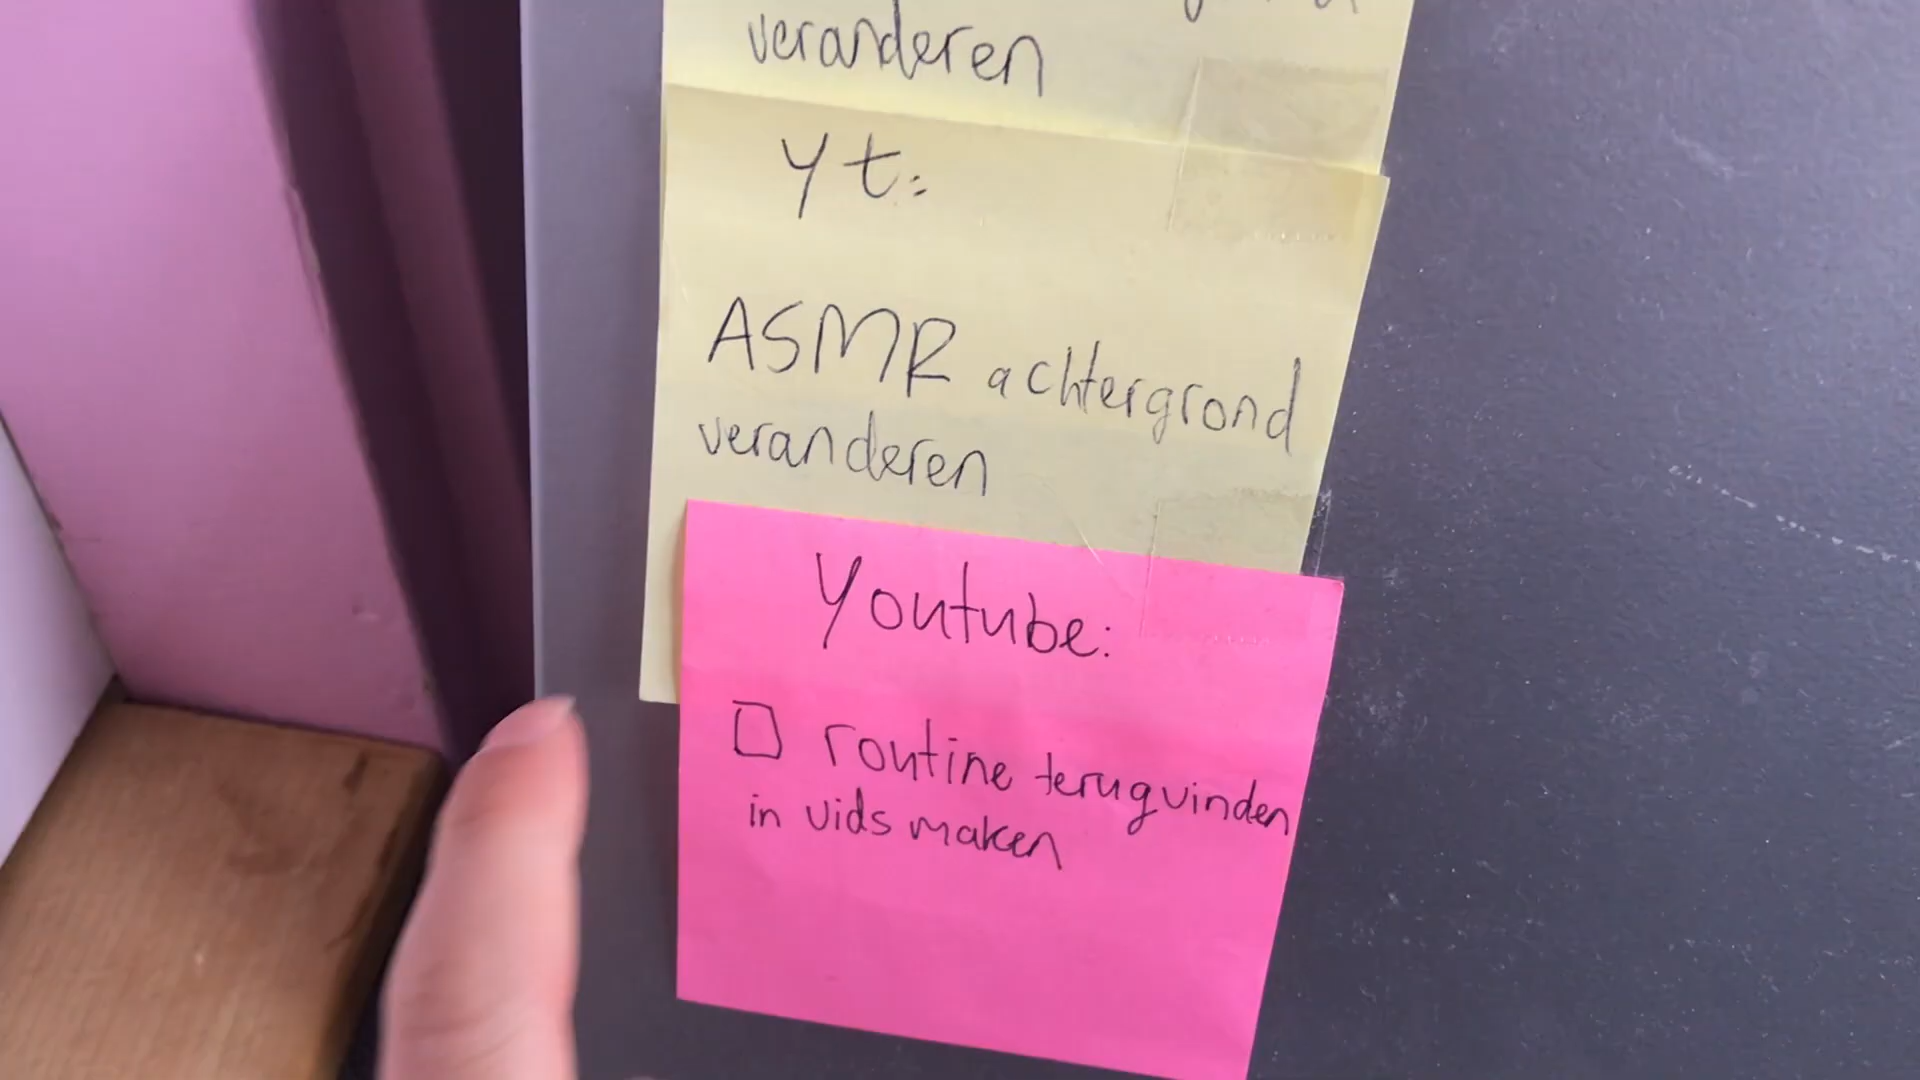 veranderen
yt:
ASMR achtergrond
veranderen
Youtube:
routine terugvinden
in vids maken